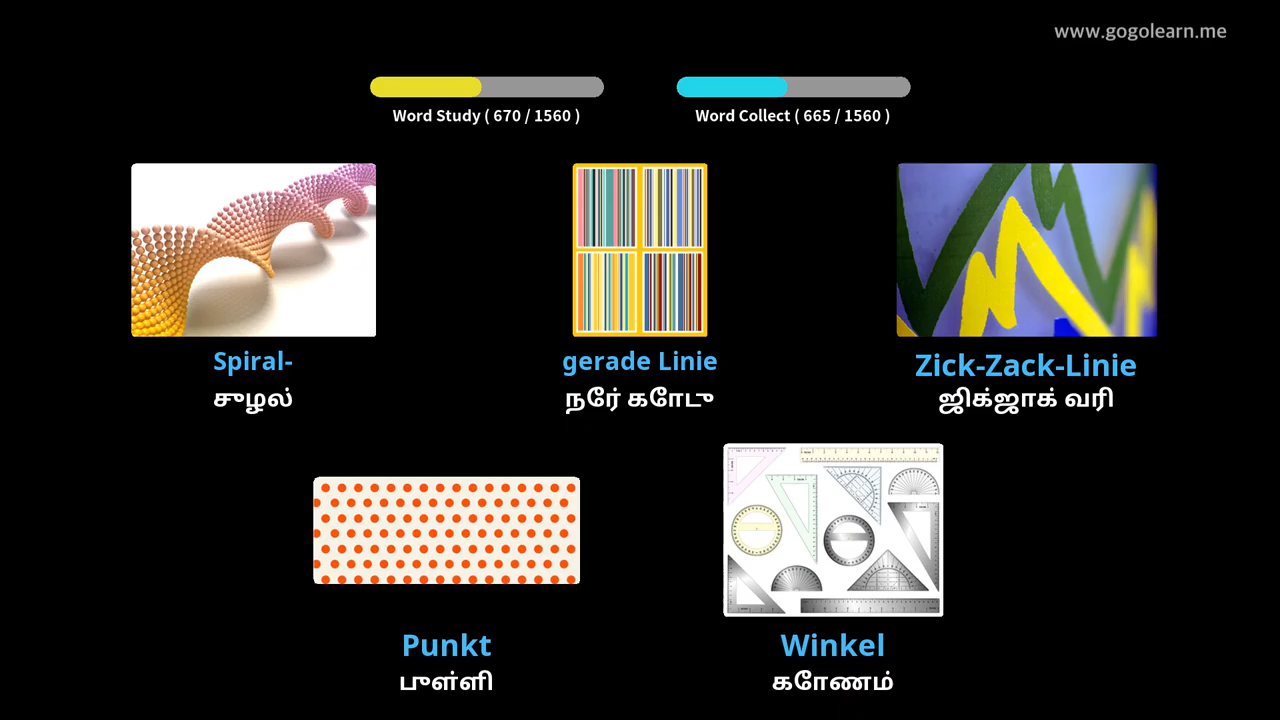 www.gogolearn.me
Word Study ( 670 / 1560 )
Word Collect ( 665 / 1560 )
Spiral-
gerade Linie
Zick-Zack-Linie
சுழல்
நேர் கோடு
ஜிக்ஜாக் வரி
Punkt
Winkel
புள்ளி
கோணம்